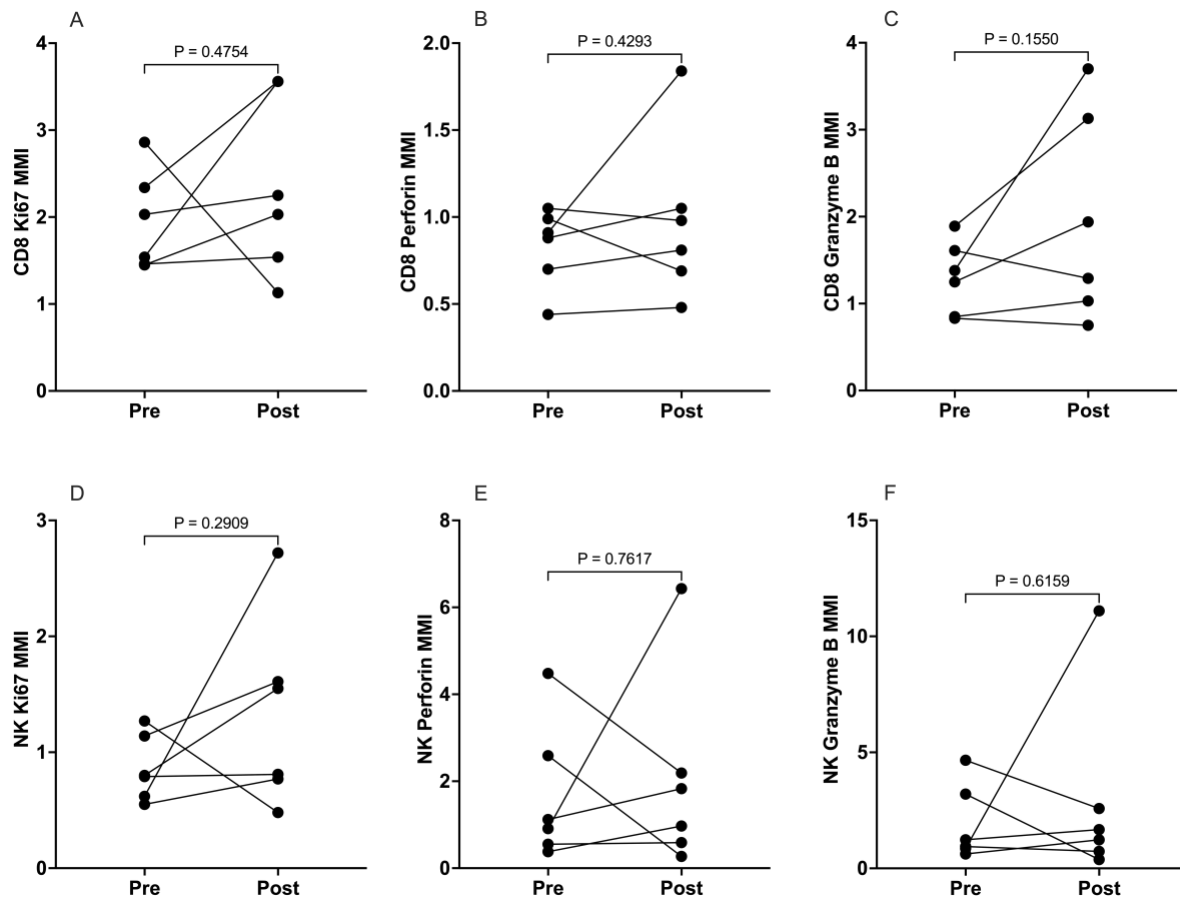 A
P = 0.4754
CD8 Ki67 MMI
4
3
2
1
0
Pre Post
B
P = 0.4293
CD8 Perforin MMI
2.0
1.5
1.0
0.5
0.0
Pre Post
C
P = 0.1550
CD8 Granzyme B MMI
4
3
2
1
0
Pre Post
D
P = 0.2909
NK Ki67 MMI
3
2
1
0
Pre Post
E
P = 0.7617
NK Perforin MMI
8
6
4
2
0
Pre Post
F
P = 0.6159
NK Granzyme B MMI
15
10
5
0
Pre Post